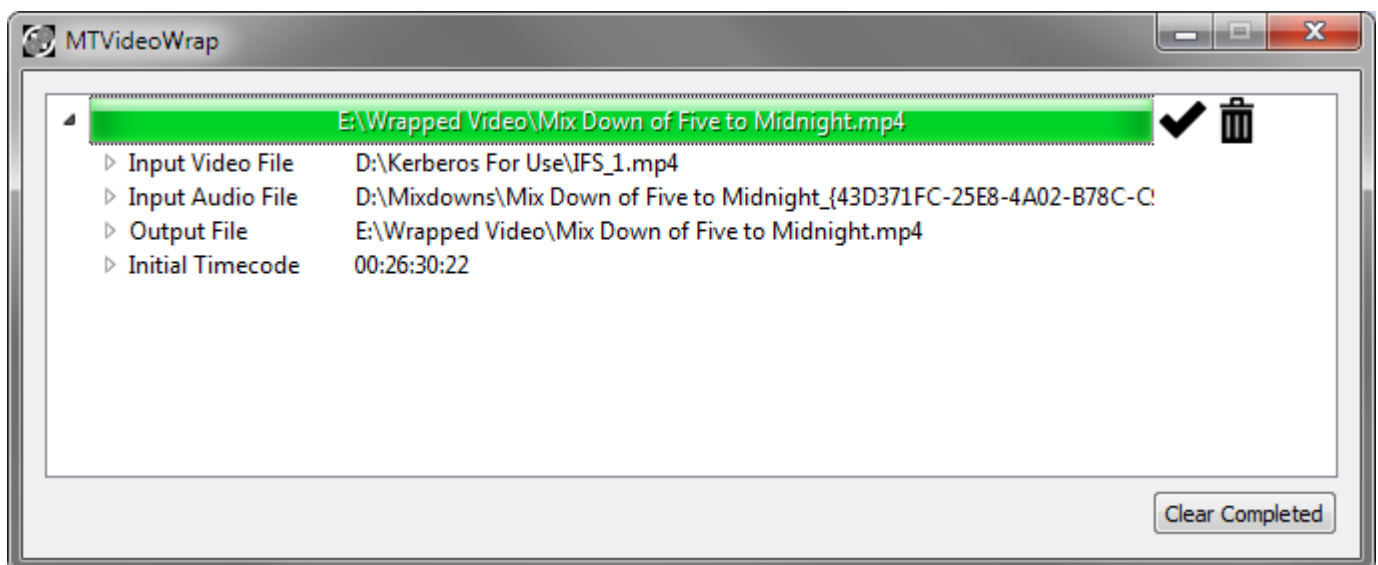 MTVideoWrap
E:\Wrapped Video\Mix Down of Five to Midnight.mp4
Input Video File D:\Kerberos For Use\IFS_1.mp4
Input Audio File D:\Mixdowns\Mix Down of Five to Midnight_{43D371FC-25E8-4A02-B78C-C
Output File E:\Wrapped Video\Mix Down of Five to Midnight.mp4
Initial Timecode 00:26:30:22
Clear Completed